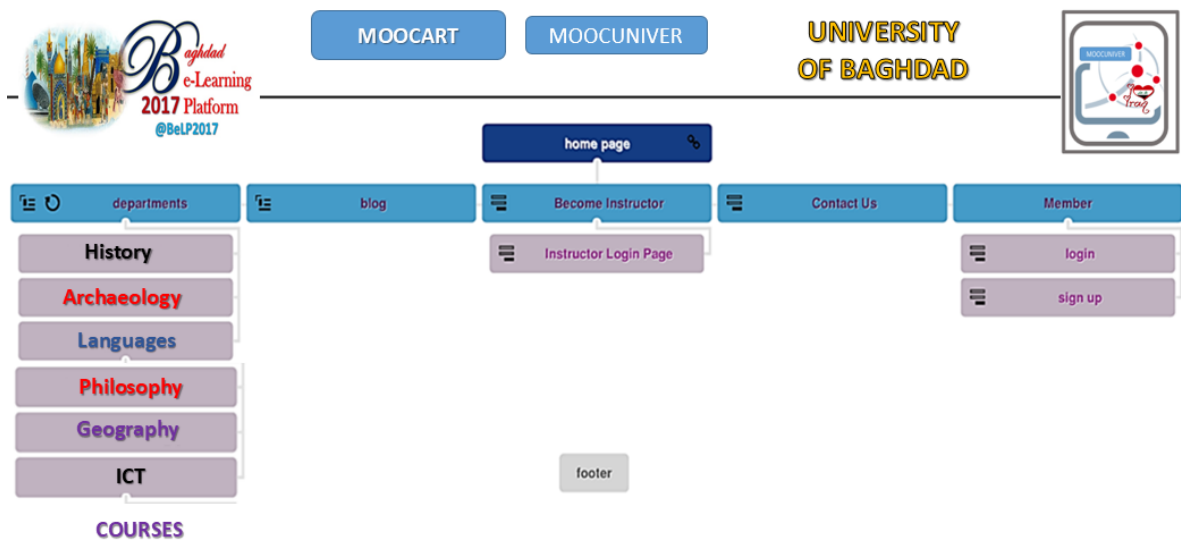 Baghdad
e-Learning
2017 Platform
@BeLP2017
MOOCART
MOOCUNIVER
UNIVERSITY
OF BAGHDAD
MOOCUNIVER
I
Iraq
home page
departments
blog
Become Instructor
Contact Us
Member
History
Instructor Login Page
login
Archaeology
sign up
Languages
Philosophy
Geography
ICT
footer
COURSES